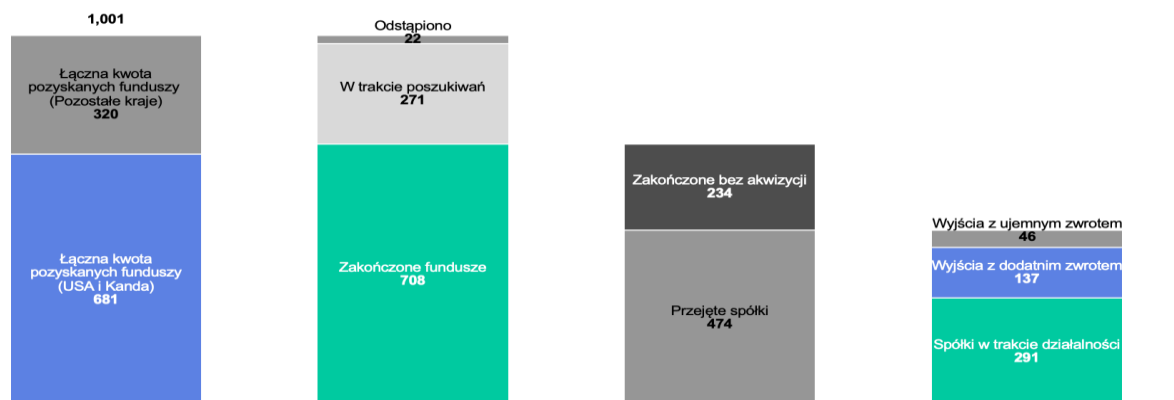 1,001
Łączna kwota
pozyskanych funduszy
(Pozostałe kraje)
320
Łączna kwota
pozyskanych funduszy
(USA i Kanda)
681
Odstąpiono
22
W trakcie poszukiwań
271
Zakończone fundusze
708
Zakończone bez akwizycji
234
Przejęte spółki
474
Wyjścia z ujemnym zwrotem
46
Wyjścia z dodatnim zwrotem
137
Spółki w trakcie działalności
291